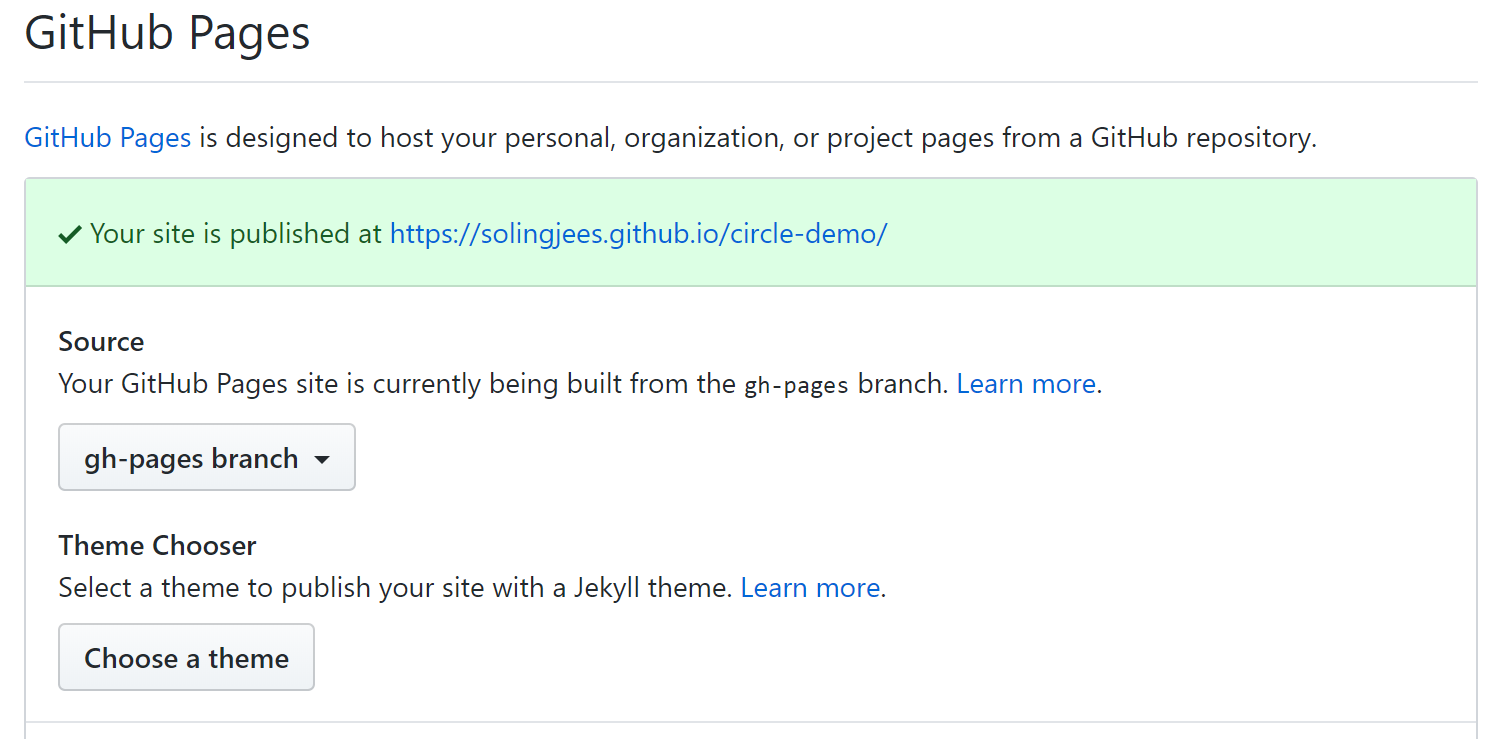 GitHub Pages
GitHub Pages is designed to host your personal, organization, or project pages from a GitHub repository.
Your site is published at https://solingjees.github.io/circle-demo/
Source
Your GitHub Pages site is currently being built from the gh-pages branch. Learn more.
gh-pages branch
Theme Chooser
Select a theme to publish your site with a Jekyll theme. Learn more.
Choose a theme